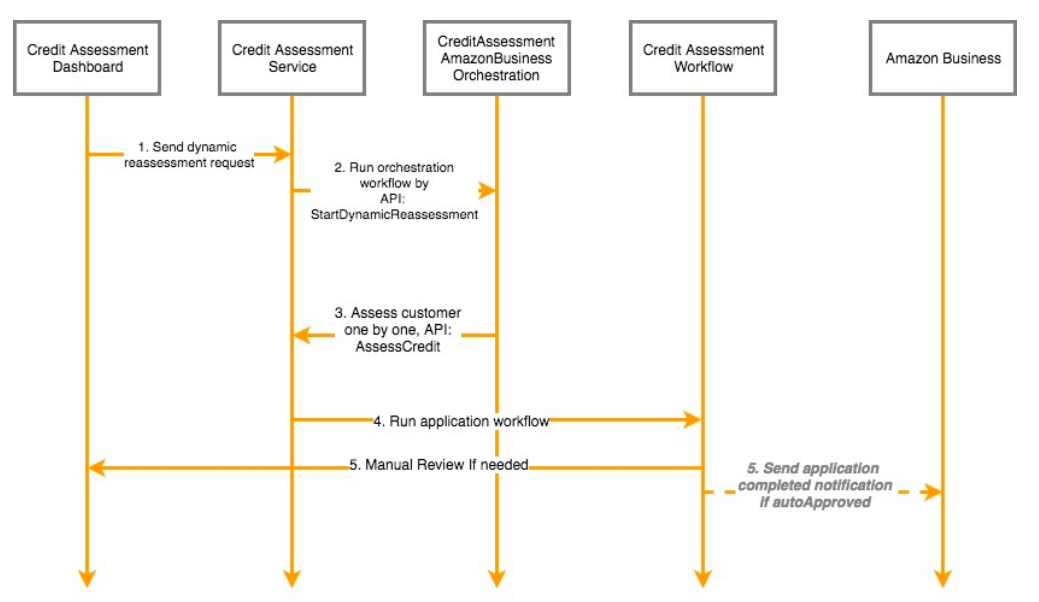 Credit Assessment
Dashboard
Credit Assessment
Service
CreditAssessment
AmazonBusiness
Orchestration
Credit Assessment
Workflow
Amazon Business
1. Send dynamic
reassessment request
2. Run orchestration
workflow by
API:
StartDynamicReassessment
3. Assess customer
one by one, API:
AssessCredit
4. Run application workflow
5. Manual Review If needed
5. Send application
completed notification
if autoApproved